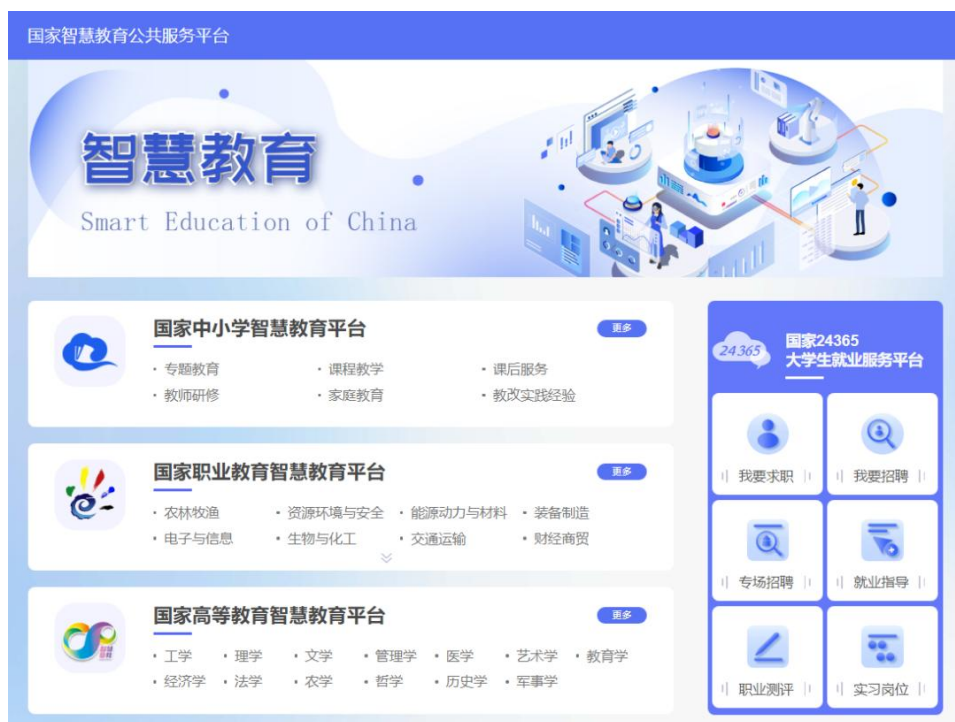 国家智慧教育公共服务平台
智慧教育
Smart Education of China
国家中小学智慧教育平台 更多
· 专题教育 · 课程教学 · 课后服务
· 教师研修 · 家庭教育 · 教改实践经验
国家职业教育智慧教育平台 更多
· 农林牧渔 · 资源环境与安全 · 能源动力与材料 · 装备制造
· 电子与信息 · 生物与化工 · 交通运输 · 财经商贸
国家高等教育智慧教育平台 更多
· 工学 · 理学 · 文学 · 管理学 · 医学 · 艺术学 · 教育学
· 经济学 · 法学 · 农学 · 哲学 · 历史学 · 军事学
24365
国家24365
大学生就业服务平台
我要求职 我要招聘
专场招聘 就业指导
职业测评 实习岗位